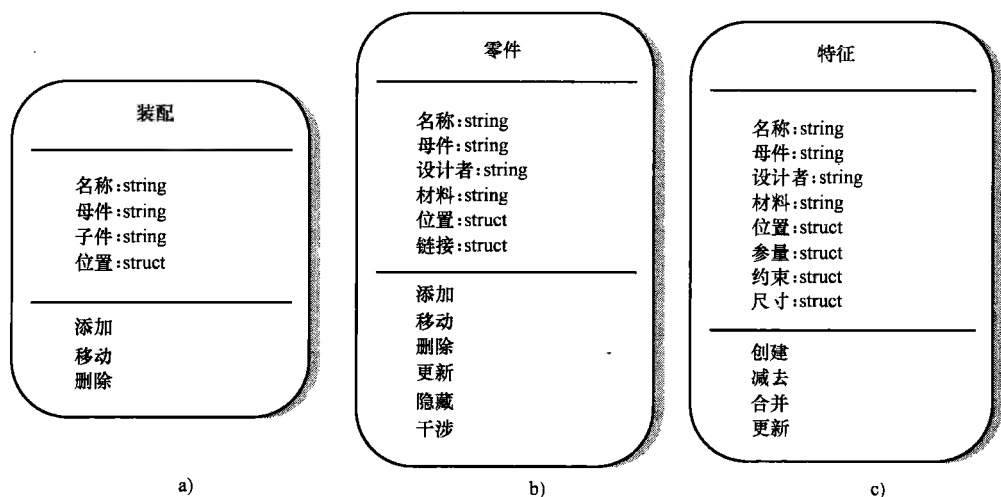 装配
名称:string
母件:string
子件:string
位置:struct
添加
移动
删除
a)
零件
名称:string
母件:string
设计者:string
材料:string
位置:struct
链接:struct
添加
移动
删除
更新
隐藏
干涉
b)
特征
名称:string
母件:string
设计者:string
材料:string
位置:struct
参量:struct
约束:struct
尺寸:struct
创建
减去
合并
更新
c)